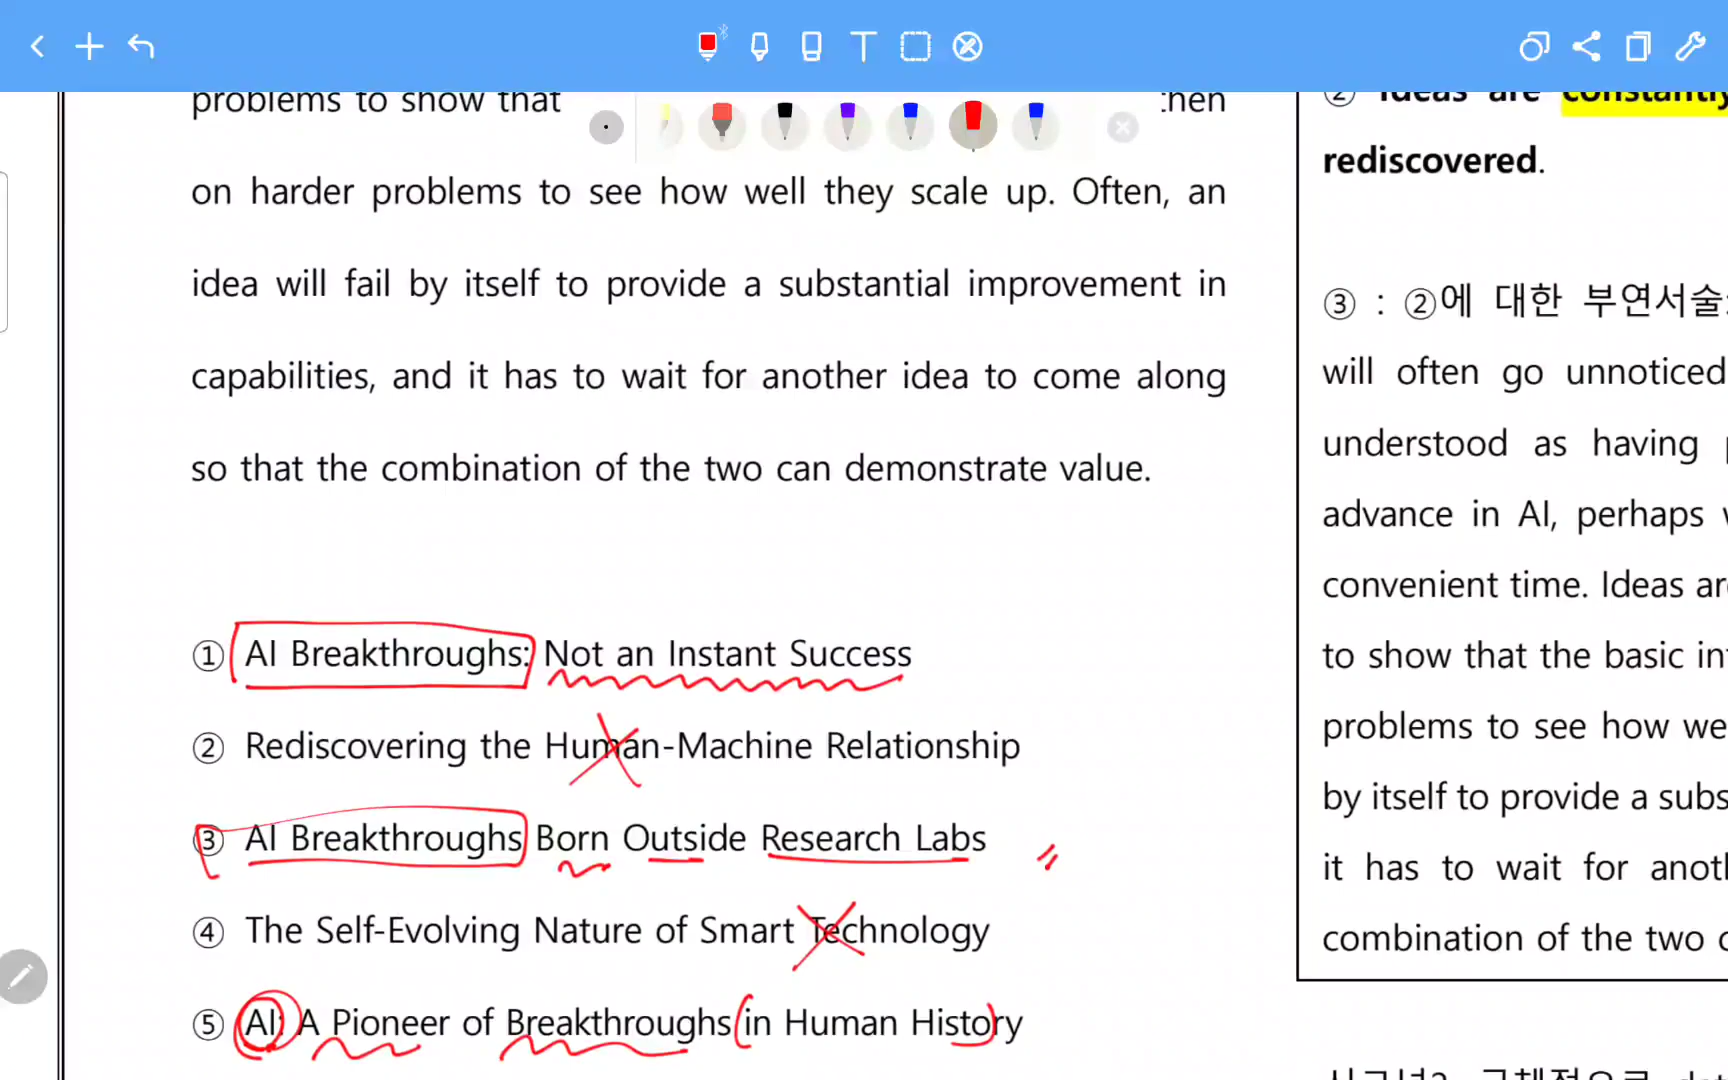 problems to show that
on harder problems to see how well they scale up. Often, an
idea will fail by itself to provide a substantial improvement in
capabilities, and it has to wait for another idea to come along
so that the combination of the two can demonstrate value.
① AI Breakthroughs: Not an Instant Success
② Rediscovering the Human-Machine Relationship
③ AI Breakthroughs Born Outside Research Labs
④ The Self-Evolving Nature of Smart Technology
⑤ AI: A Pioneer of Breakthroughs in Human History
② Ideas are constantly
rediscovered.
③ : ②에 대한 부연서술:
will often go unnoticed
understood as having
advance in AI, perhaps
convenient time. Ideas
to show that the basic
problems to see how
by itself to provide a
it has to wait for
combination of the two
T